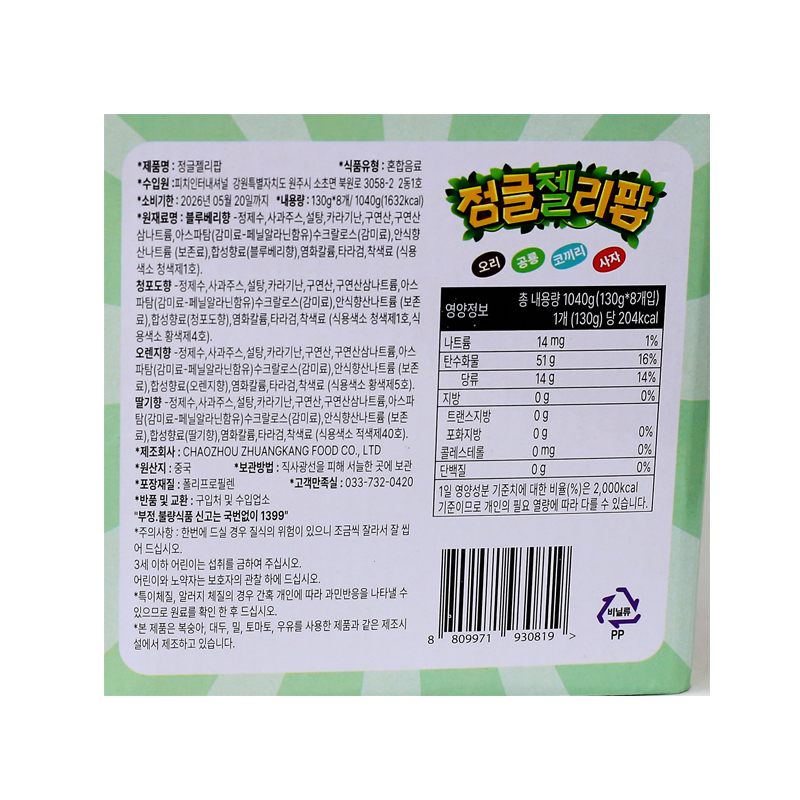 *제품명 : 정글젤리팝 *식품유형 : 혼합음료
*수입원 :피치인터내셔널 강원특별자치도 원주시 소초면 북원로 3058-2 2동1호
*소비기한 : 2026년 05월 20일까지 *내용량 : 130g*8개/ 1040g(1632kcal)
*원재료명 : 블루베리향 -정제수,사과주스,설탕,카라기난,구연산,구연산
삼나트륨,아스파탐(감미료-페닐알라닌함유)수크랄로스(감미료),안식향
산나트륨 (보존료),합성향료(블루베리향),염화칼륨,타라검,착색료 (식용
색소 청색제1호).
청포도향 -정제수,사과주스,설탕,카라기난,구연산,구연산삼나트륨,아스
파탐(감미료-페닐알라닌함유)수크랄로스(감미료),안식향산나트륨 (보존
료),합성향료(청포도향),염화칼륨,타라검,착색료 (식용색소 청색제1호,식
용색소 황색제4호).
오렌지향 -정제수,사과주스,설탕,카라기난,구연산,구연산삼나트륨,아스
파탐(감미료-페닐알라닌함유)수크랄로스(감미료),안식향산나트륨 (보존
료),합성향료(오렌지향),염화칼륨,타라검,착색료 (식용색소 황색제5호).
딸기향 -정제수,사과주스,설탕,카라기난,구연산,구연산삼나트륨,아스파
탐(감미료-페닐알라닌함유)수크랄로스(감미료),안식향산나트륨 (보존
료),합성향료(딸기향),염화칼륨,타라검,착색료 (식용색소 적색제40호).
*제조회사 : CHAOZHOU ZHUANGKANG FOOD CO., LTD
*원산지 : 중국 *보관방법 : 직사광선을 피해 서늘한 곳에 보관
*포장재질 : 폴리프로필렌 *고객만족실 : 033-732-0420
*반품 및 교환 : 구입처 및 수입업소
"부정.불량식품 신고는 국번없이 1399"
*주의사항 : 한번에 드실 경우 질식의 위험이 있으니 조금씩 잘라서 잘 씹
어 드십시오.
3세 이하 어린이는 섭취를 금하여 주십시오.
어린이와 노약자는 보호자의 관찰 하에 드십시오.
*특이체질, 알러지 체질의 경우 간혹 개인에 따라 과민반응을 나타낼 수
있으므로 원료를 확인 한 후 드십시오.
*본 제품은 복숭아, 대두, 밀, 토마토, 우유를 사용한 제품과 같은 제조시
설에서 제조하고 있습니다.
정글젤리팝
오리 공룡 코끼리 사자
영양정보 총 내용량 1040g(130g*8개입)
1개 (130g) 당 204kcal
나트륨 14 mg 1%
탄수화물 51 g 16%
당류 14 g 14%
지방 0 g 0%
트랜스지방 0 g
포화지방 0 g 0%
콜레스테롤 0 mg 0%
단백질 0 g 0%
1일 영양성분 기준치에 대한 비율(%)은 2,000kcal
기준이므로 개인의 필요 열량에 따라 다를 수 있습니다.
8 809971 930819 >
비닐류
PP